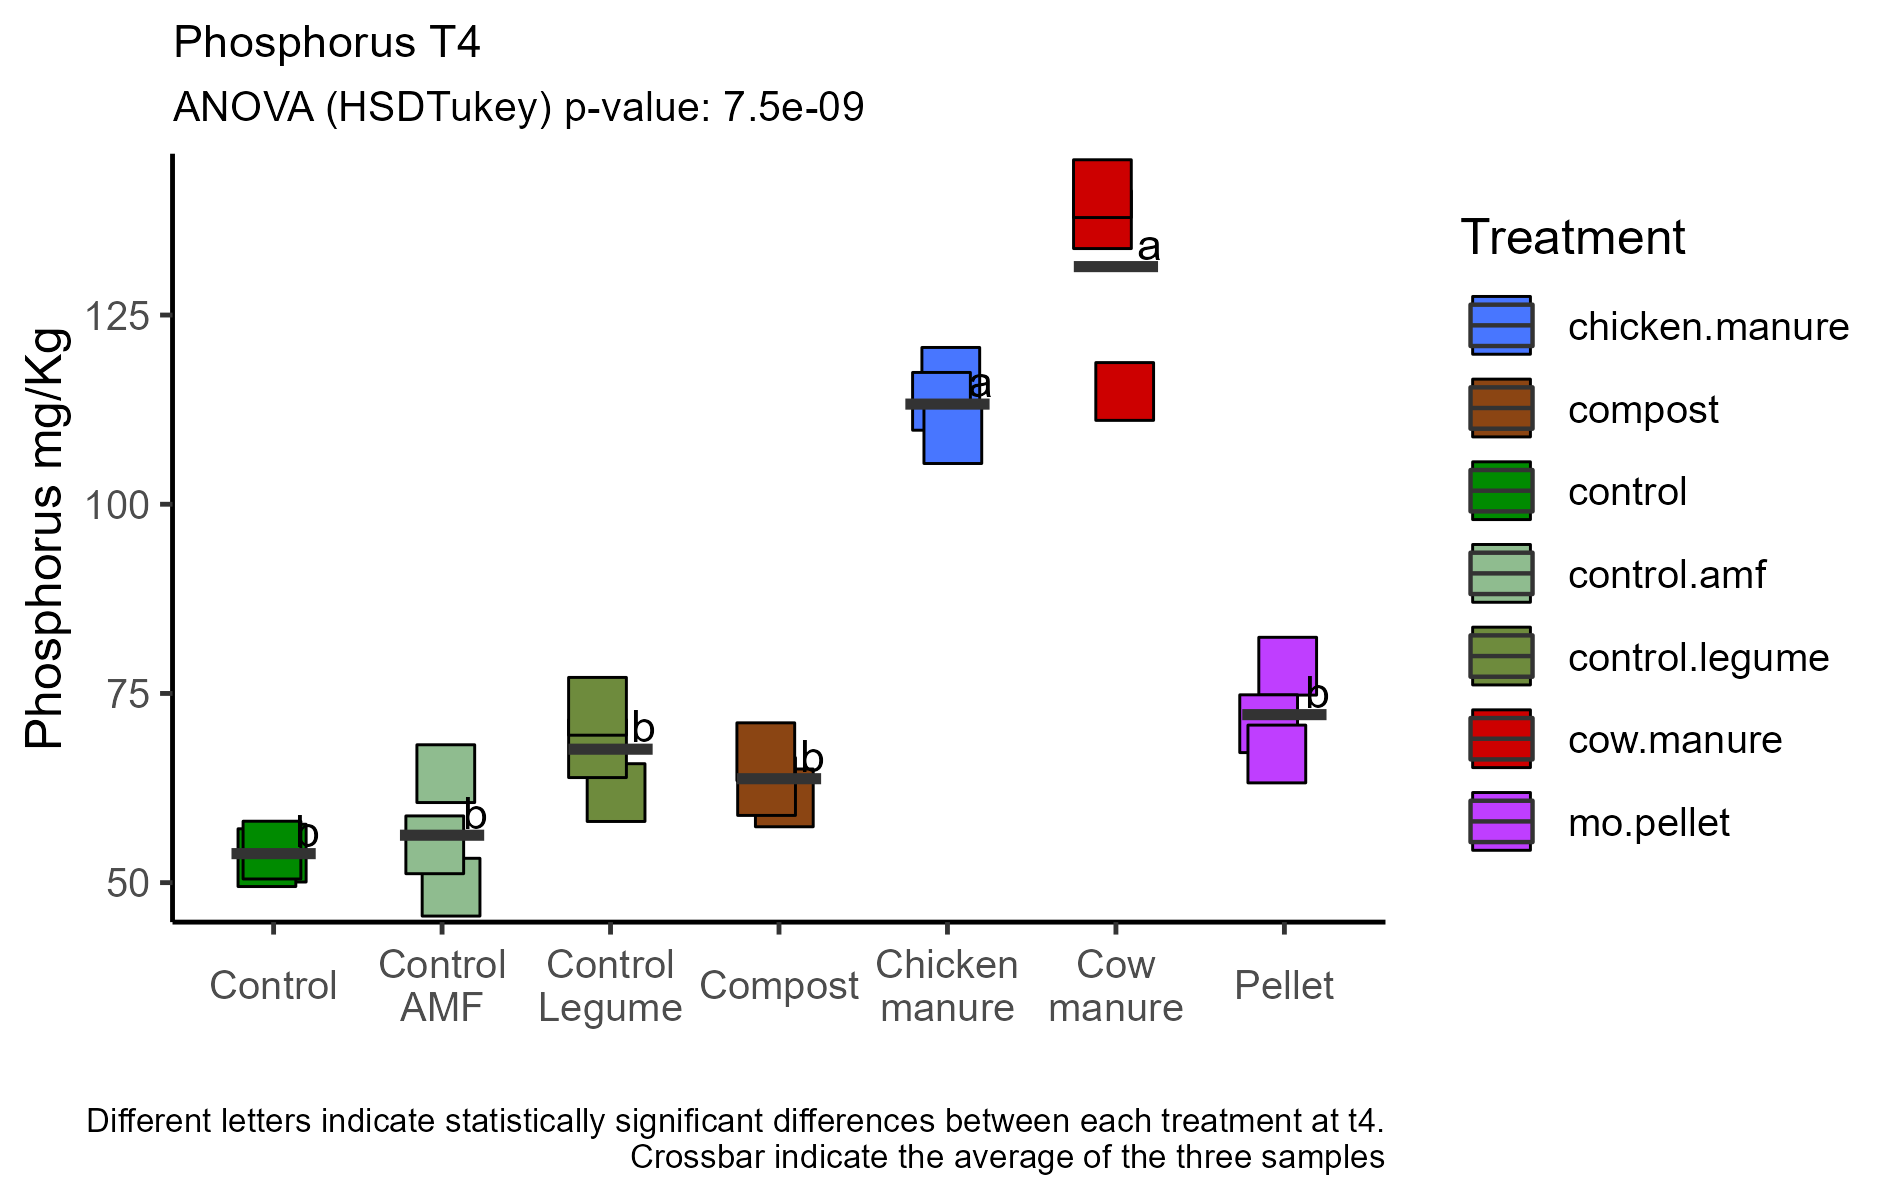 Phosphorus T4
ANOVA (HSDTukey) p-value: 7.5e-09
Phosphorus mg/Kg
125
100
75
50
b
b
b
b
a
a
b
Control
Control
AMF
Control
Legume
Compost
Chicken
manure
Cow
manure
Pellet
Treatment
chicken.manure
compost
control
control.amf
control.legume
cow.manure
mo.pellet
Different letters indicate statistically significant differences between each treatment at t4.
Crossbar indicate the average of the three samples